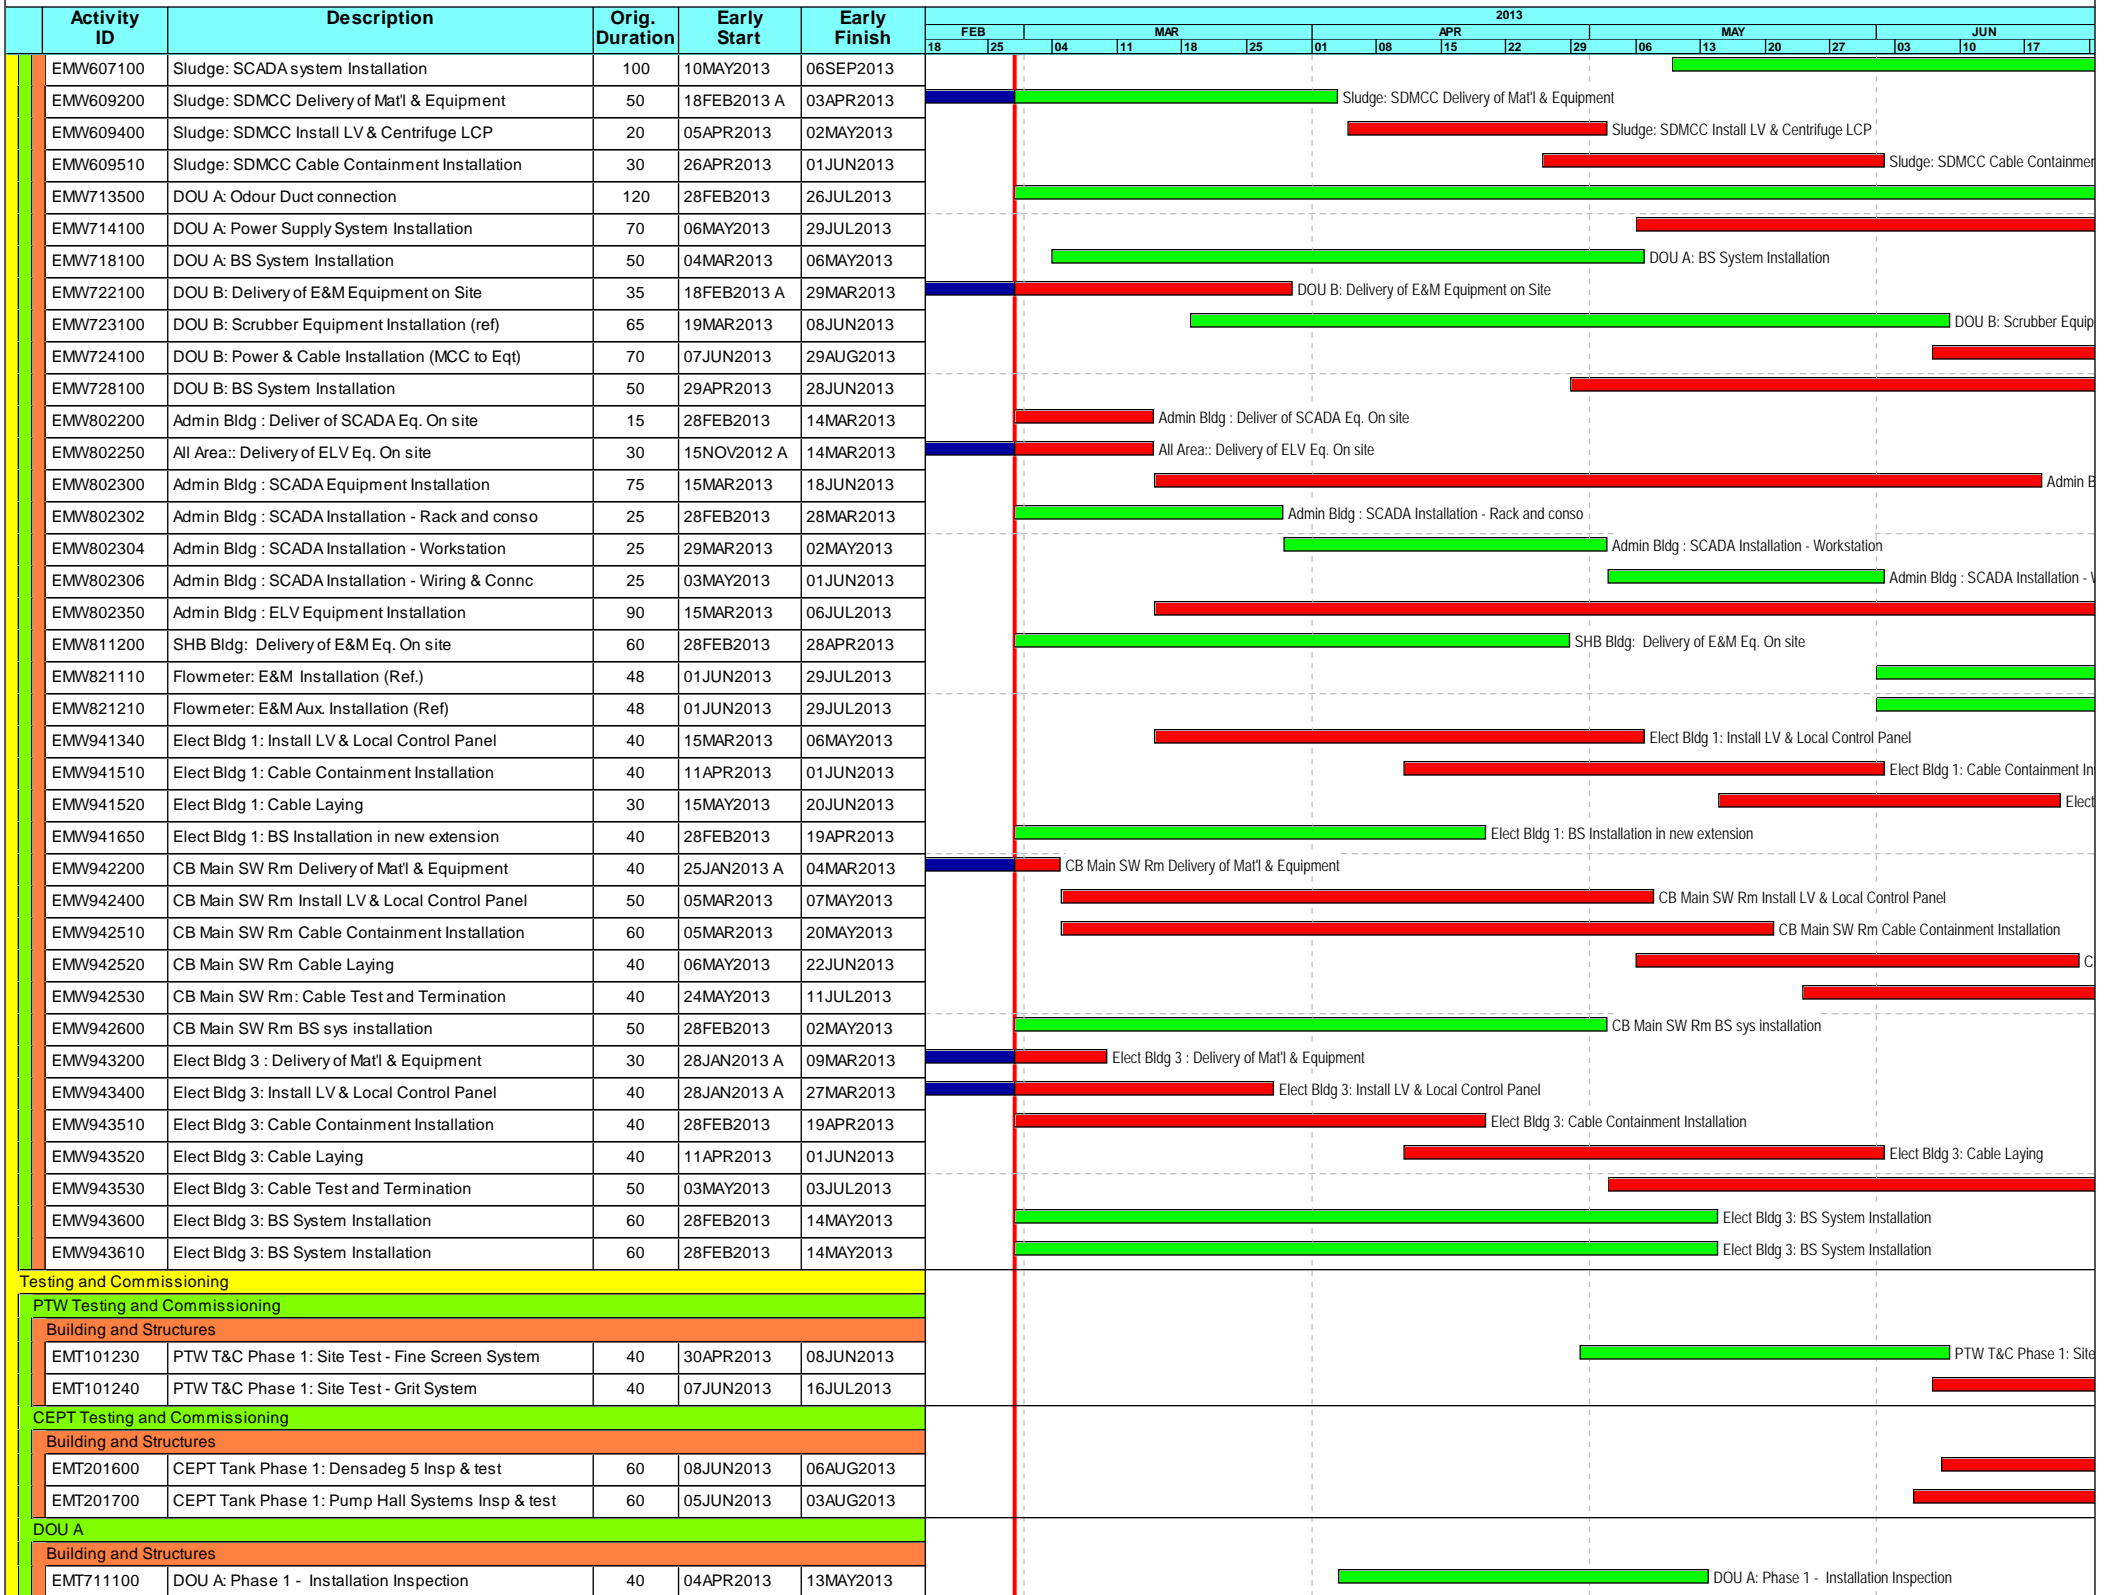 Activity ID Description Orig. Duration Early Start Early Finish 2013
FEB MAR APR MAY JUN
18 25 04 11 18 25 01 08 15 22 29 06 13 20 27 03 10 17
EMW607100 Sludge: SCADA system Installation 100 10MAY2013 06SEP2013
EMW609200 Sludge: SDMCC Delivery of Mat'l & Equipment 50 18FEB2013 A 03APR2013 Sludge: SDMCC Delivery of Mat'l & Equipment
EMW609400 Sludge: SDMCC Install LV & Centrifuge LCP 20 05APR2013 02MAY2013 Sludge: SDMCC Install LV & Centrifuge LCP
EMW609510 Sludge: SDMCC Cable Containment Installation 30 26APR2013 01JUN2013 Sludge: SDMCC Cable Containmen
EMW713500 DOU A: Odour Duct connection 120 28FEB2013 26JUL2013
EMW714100 DOU A: Power Supply System Installation 70 06MAY2013 29JUL2013
EMW718100 DOU A: BS System Installation 50 04MAR2013 06MAY2013 DOU A: BS System Installation
EMW722100 DOU B: Delivery of E&M Equipment on Site 35 18FEB2013 A 29MAR2013 DOU B: Delivery of E&M Equipment on Site
EMW723100 DOU B: Scrubber Equipment Installation (ref) 65 19MAR2013 08JUN2013 DOU B: Scrubber Equip
EMW724100 DOU B: Power & Cable Installation (MCC to Eqt) 70 07JUN2013 29AUG2013
EMW728100 DOU B: BS System Installation 50 29APR2013 28JUN2013
EMW802200 Admin Bldg : Deliver of SCADA Eq. On site 15 28FEB2013 14MAR2013 Admin Bldg : Deliver of SCADA Eq. On site
EMW802250 All Area:: Delivery of ELV Eq. On site 30 15NOV2012 A 14MAR2013 All Area:: Delivery of ELV Eq. On site
EMW802300 Admin Bldg : SCADA Equipment Installation 75 15MAR2013 18JUN2013 Admin B
EMW802302 Admin Bldg : SCADA Installation - Rack and conso 25 28FEB2013 28MAR2013 Admin Bldg : SCADA Installation - Rack and conso
EMW802304 Admin Bldg : SCADA Installation - Workstation 25 29MAR2013 02MAY2013 Admin Bldg : SCADA Installation - Workstation
EMW802306 Admin Bldg : SCADA Installation - Wiring & Connc 25 03MAY2013 01JUN2013 Admin Bldg : SCADA Installation -
EMW802350 Admin Bldg : ELV Equipment Installation 90 15MAR2013 06JUL2013
EMW811200 SHB Bldg: Delivery of E&M Eq. On site 60 28FEB2013 28APR2013 SHB Bldg: Delivery of E&M Eq. On site
EMW821110 Flowmeter: E&M Installation (Ref.) 48 01JUN2013 29JUL2013
EMW821210 Flowmeter: E&M Aux. Installation (Ref) 48 01JUN2013 29JUL2013
EMW941340 Elect Bldg 1: Install LV & Local Control Panel 40 15MAR2013 06MAY2013 Elect Bldg 1: Install LV & Local Control Panel
EMW941510 Elect Bldg 1: Cable Containment Installation 40 11APR2013 01JUN2013 Elect Bldg 1: Cable Containment In
EMW941520 Elect Bldg 1: Cable Laying 30 15MAY2013 20JUN2013 Elect
EMW941650 Elect Bldg 1: BS Installation in new extension 40 28FEB2013 19APR2013 Elect Bldg 1: BS Installation in new extension
EMW942200 CB Main SW Rm Delivery of Mat'l & Equipment 40 25JAN2013 A 04MAR2013 CB Main SW Rm Delivery of Mat'l & Equipment
EMW942400 CB Main SW Rm Install LV & Local Control Panel 50 05MAR2013 07MAY2013 CB Main SW Rm Install LV & Local Control Panel
EMW942510 CB Main SW Rm Cable Containment Installation 60 05MAR2013 20MAY2013 CB Main SW Rm Cable Containment Installation
EMW942520 CB Main SW Rm Cable Laying 40 06MAY2013 22JUN2013 C
EMW942530 CB Main SW Rm: Cable Test and Termination 40 24MAY2013 11JUL2013
EMW942600 CB Main SW Rm BS sys installation 50 28FEB2013 02MAY2013 CB Main SW Rm BS sys installation
EMW943200 Elect Bldg 3 : Delivery of Mat'l & Equipment 30 28JAN2013 A 09MAR2013 Elect Bldg 3 : Delivery of Mat'l & Equipment
EMW943400 Elect Bldg 3: Install LV & Local Control Panel 40 28JAN2013 A 27MAR2013 Elect Bldg 3: Install LV & Local Control Panel
EMW943510 Elect Bldg 3: Cable Containment Installation 40 28FEB2013 19APR2013 Elect Bldg 3: Cable Containment Installation
EMW943520 Elect Bldg 3: Cable Laying 40 11APR2013 01JUN2013 Elect Bldg 3: Cable Laying
EMW943530 Elect Bldg 3: Cable Test and Termination 50 03MAY2013 03JUL2013
EMW943600 Elect Bldg 3: BS System Installation 60 28FEB2013 14MAY2013 Elect Bldg 3: BS System Installation
EMW943610 Elect Bldg 3: BS System Installation 60 28FEB2013 14MAY2013 Elect Bldg 3: BS System Installation
Testing and Commissioning
PTW Testing and Commissioning
Building and Structures
EMT101230 PTW T&C Phase 1: Site Test - Fine Screen System 40 30APR2013 08JUN2013 PTW T&C Phase 1: Site
EMT101240 PTW T&C Phase 1: Site Test - Grit System 40 07JUN2013 16JUL2013
CEPT Testing and Commissioning
Building and Structures
EMT201600 CEPT Tank Phase 1: Densadeg 5 Insp & test 60 08JUN2013 06AUG2013
EMT201700 CEPT Tank Phase 1: Pump Hall Systems Insp & test 60 05JUN2013 03AUG2013
DOU A
Building and Structures
EMT711100 DOU A: Phase 1 - Installation Inspection 40 04APR2013 13MAY2013 DOU A: Phase 1 - Installation Inspection